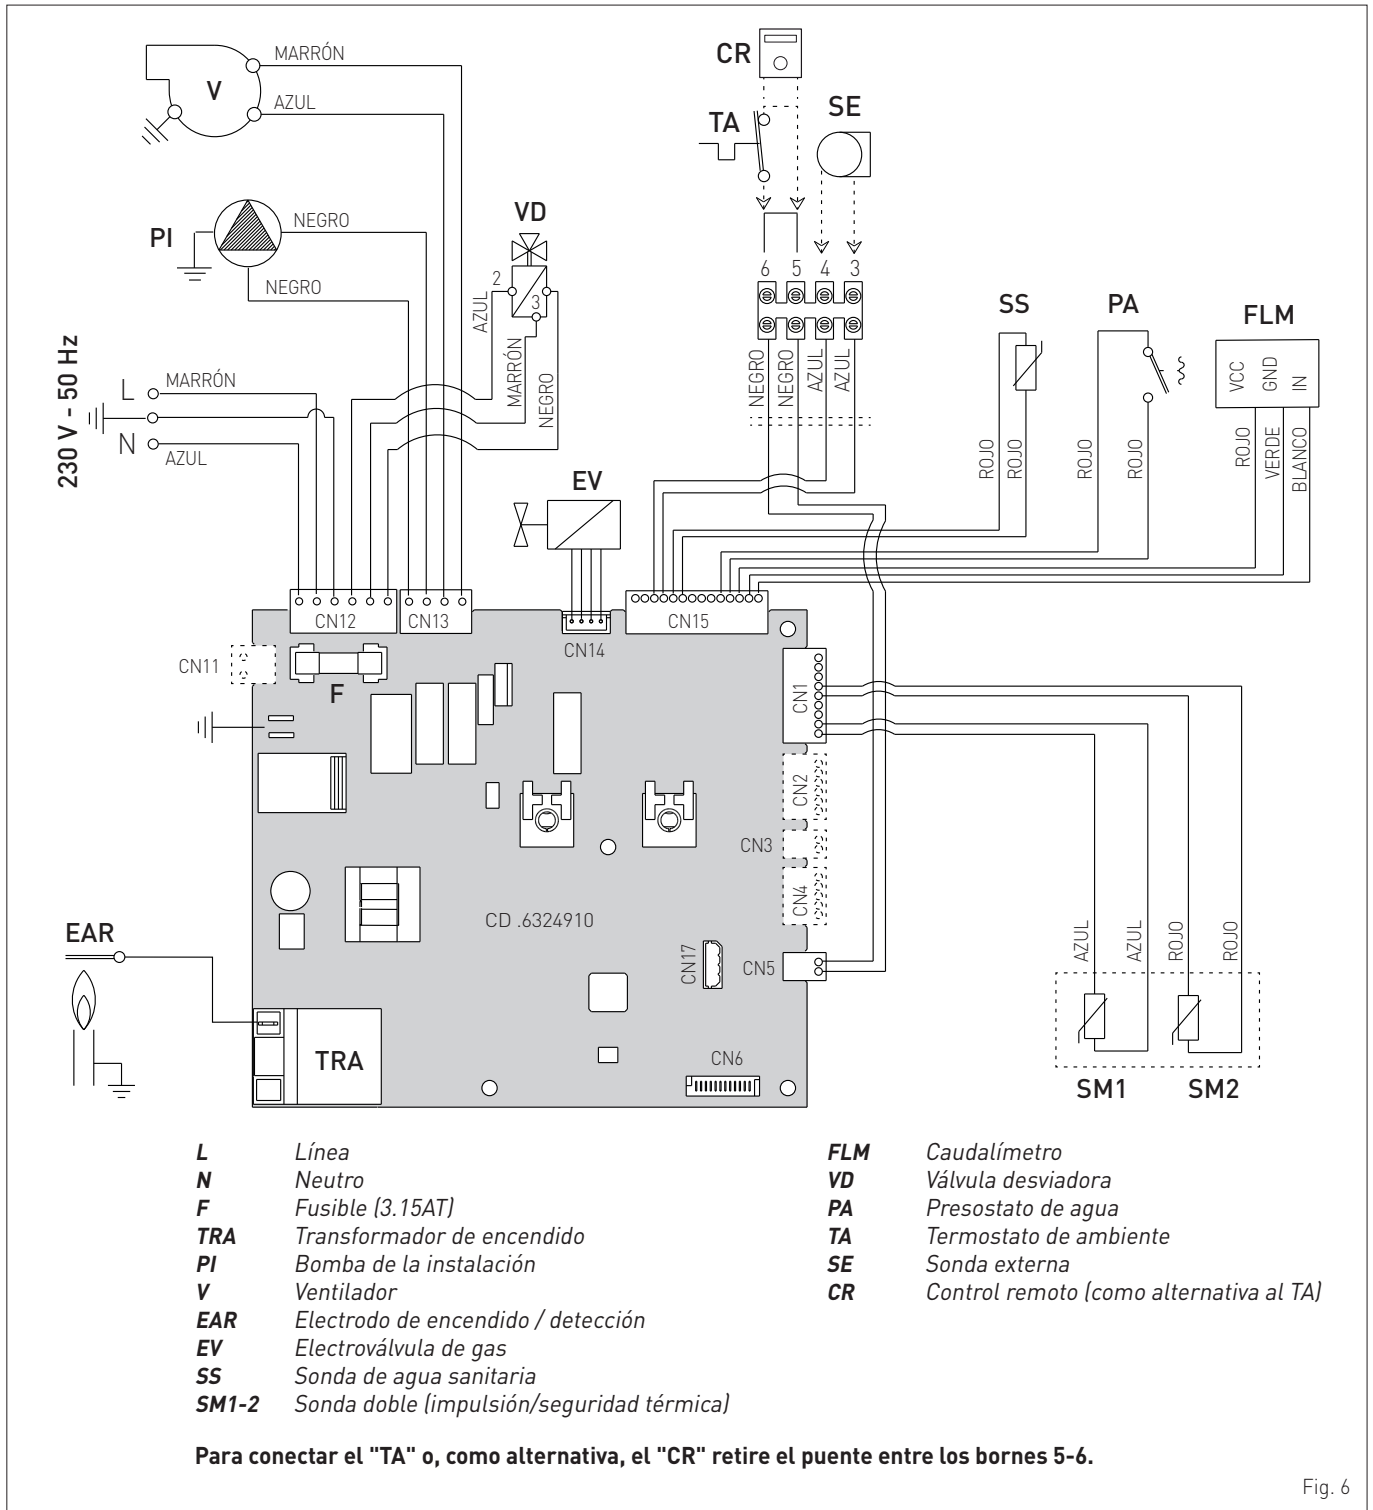 MARRÓN
V
AZUL
CR
TA
SE
PI
NEGRO
NEGRO
VD
2
3
AZUL
MARRÓN
NEGRO
6 5 4 3
NEGRO
NEGRO
AZUL
AZUL
SS
PA
FLM
VCC
GND
IN
ROJO
ROJO
ROJO
ROJO
ROJO
VERDE
BLANCO
230 V - 50 Hz
L
MARRÓN
N
AZUL
EV
CN12
CN13
CN14
CN15
CN11
F
CN1
CN2
CN3
CN4
CD .6324910
CN17
CN5
EAR
TRA
CN6
AZUL
AZUL
ROJO
ROJO
SM1
SM2
L Línea
N Neutro
F Fusible (3.15AT)
TRA Transformador de encendido
PI Bomba de la instalación
V Ventilador
EAR Electrodo de encendido / detección
EV Electroválvula de gas
SS Sonda de agua sanitaria
SM1-2 Sonda doble (impulsión/seguridad térmica)
FLM Caudalímetro
VD Válvula desviadora
PA Presostato de agua
TA Termostato de ambiente
SE Sonda externa
CR Control remoto (como alternativa al TA)
Para conectar el "TA" o, como alternativa, el "CR" retire el puente entre los bornes 5-6.
Fig. 6